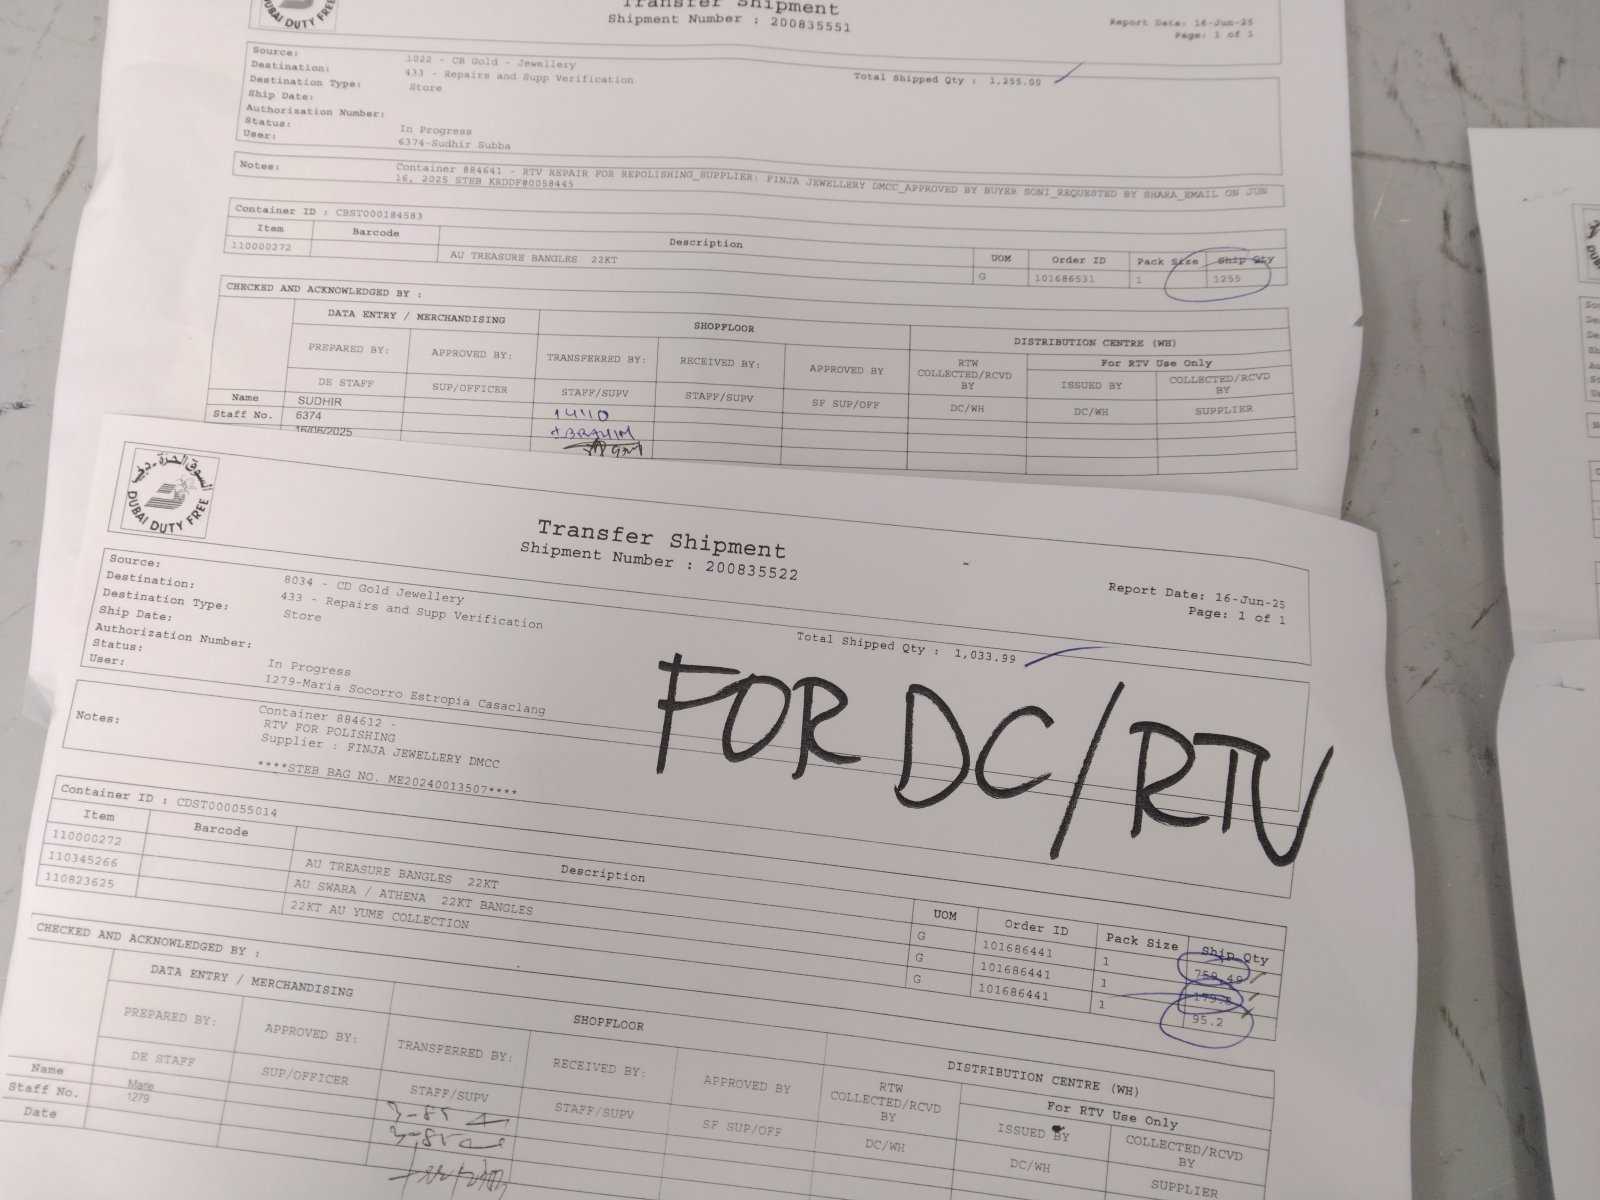 DUBAI DUTY FREE
Transfer Shipment
Shipment Number : 200835551
Report Date: 16-Jun-25
Page: 1 of 1
Source: 1022 - CB Gold - Jewellery
Destination: 433 - Repairs and Supp Verification
Total Shipped Qty : 1,255.00
Destination Type: Store
Ship Date:
Authorization Number:
Status: In Progress
User: 6374-Sudhir Subba
Notes: Container 884641 - RTV REPAIR FOR REPOLISHING_SUPPLIER: FINJA JEWELLERY DMCC_APPROVED BY BUYER SONI_REQUESTED BY SHARA_EMAIL ON JUN
16, 2025 STEB KRDDF#0058445
Container ID : CBST000184583
Item Barcode Description UOM Order ID Pack Size Ship Qty
110000272 AU TREASURE BANGLES 22KT G 101686531 1 1255
CHECKED AND ACKNOWLEDGED BY :
DATA ENTRY / MERCHANDISING SHOPFLOOR DISTRIBUTION CENTRE (WH)
PREPARED BY: APPROVED BY: TRANSFERRED BY: RECEIVED BY: APPROVED BY RTW COLLECTED/RCVD BY For RTV Use Only
ISSUED BY COLLECTED/RCVD BY
DE STAFF SUP/OFFICER STAFF/SUPV STAFF/SUPV SF SUP/OFF DC/WH DC/WH SUPPLIER
Name SUDHIR 14110
Staff No. 6374 IBRAHIM
16/06/2025
السوق الحرة - دبي
DUBAI DUTY FREE
Transfer Shipment
Shipment Number : 200835522
Report Date: 16-Jun-25
Page: 1 of 1
Source: 8034 - CD Gold Jewellery
Destination: 433 - Repairs and Supp Verification
Total Shipped Qty : 1,033.99
Destination Type: Store
Ship Date:
Authorization Number:
Status: In Progress
User: 1279-Maria Socorro Estropia Casaclang
FOR DC/RTV
Notes: Container 884612 -
RTV FOR POLISHING
Supplier : FINJA JEWELLERY DMCC
****STEB BAG NO. ME20240013507****
Container ID : CDST000055014
Item Barcode Description UOM Order ID Pack Size Ship Qty
110000272 AU TREASURE BANGLES 22KT G 101686441 1
110345266 AU SWARA / ATHENA 22KT BANGLES G 101686441 1
110823625 22KT AU YUME COLLECTION G 101686441 1 95.2
CHECKED AND ACKNOWLEDGED BY :
DATA ENTRY / MERCHANDISING SHOPFLOOR DISTRIBUTION CENTRE (WH)
PREPARED BY: APPROVED BY: TRANSFERRED BY: RECEIVED BY: APPROVED BY RTW COLLECTED/RCVD BY For RTV Use Only
ISSUED BY COLLECTED/RCVD BY
DE STAFF SUP/OFFICER STAFF/SUPV STAFF/SUPV SF SUP/OFF DC/WH DC/WH SUPPLIER
Name Marie
Staff No. 1279
Date